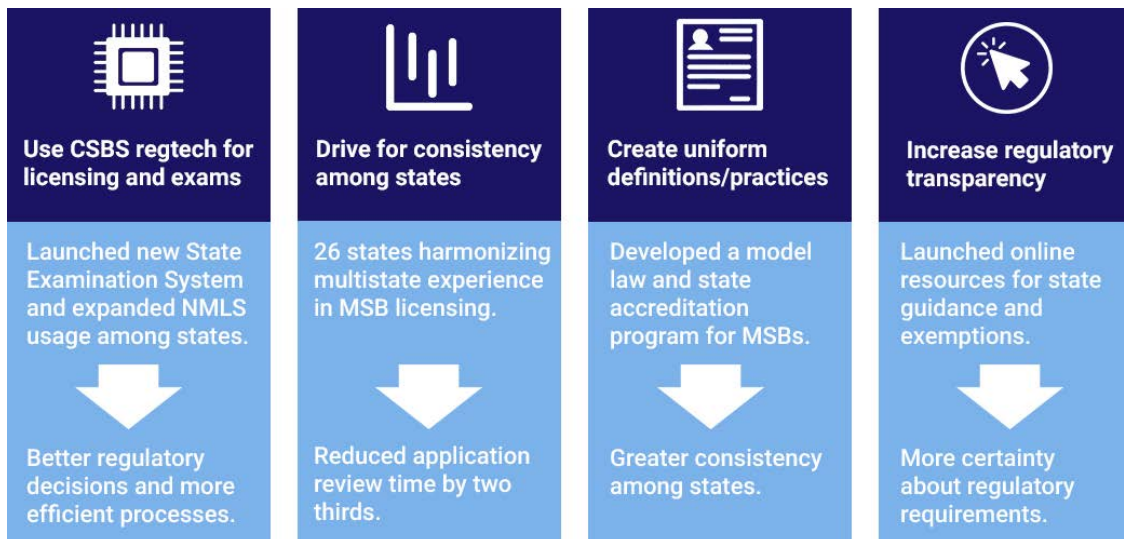 Use CSBS regtech for
licensing and exams
Launched new State
Examination System
and expanded NMLS
usage among states.
Better regulatory
decisions and more
efficient processes.
Drive for consistency
among states
26 states harmonizing
multistate experience
in MSB licensing.
Reduced application
review time by two
thirds.
Create uniform
definitions/practices
Developed a model
law and state
accreditation
program for MSBs.
Greater consistency
among states.
Increase regulatory
transparency
Launched online
resources for state
guidance and
exemptions.
More certainty
about regulatory
requirements.